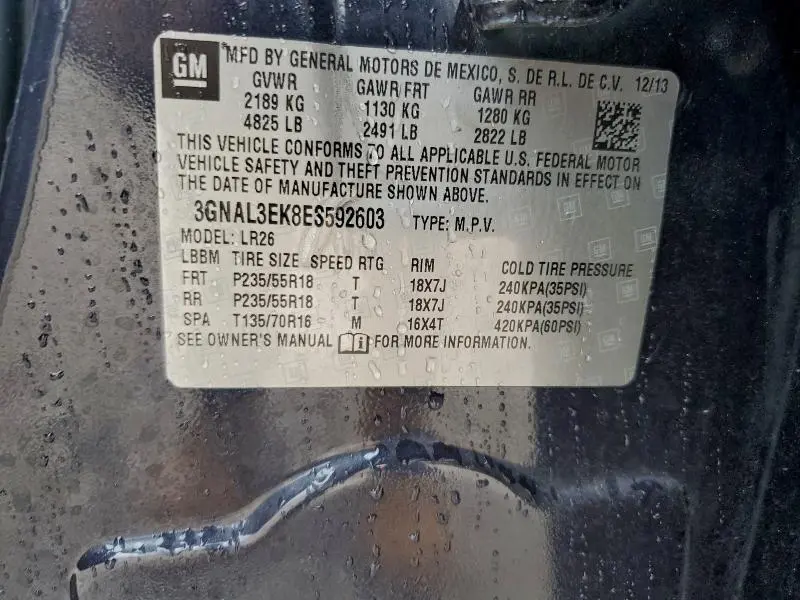 GM
MFD BY GENERAL MOTORS DE MEXICO, S. DE R.L. DE C.V. 12/13
GVWR GAWR FRT GAWR RR
2189 KG 1130 KG 1280 KG
4825 LB 2491 LB 2822 LB
THIS VEHICLE CONFORMS TO ALL APPLICABLE U.S. FEDERAL MOTOR
VEHICLE SAFETY AND THEFT PREVENTION STANDARDS IN EFFECT ON
THE DATE OF MANUFACTURE SHOWN ABOVE.
3GNAL3EK8ES592603 TYPE: M.P.V.
MODEL: LR26
LBBM TIRE SIZE SPEED RTG RIM COLD TIRE PRESSURE
FRT P235/55R18 T 18X7J 240KPA(35PSI)
RR P235/55R18 T 18X7J 240KPA(35PSI)
SPA T135/70R16 M 16X4T 420KPA(60PSI)
SEE OWNER'S MANUAL FOR MORE INFORMATION.